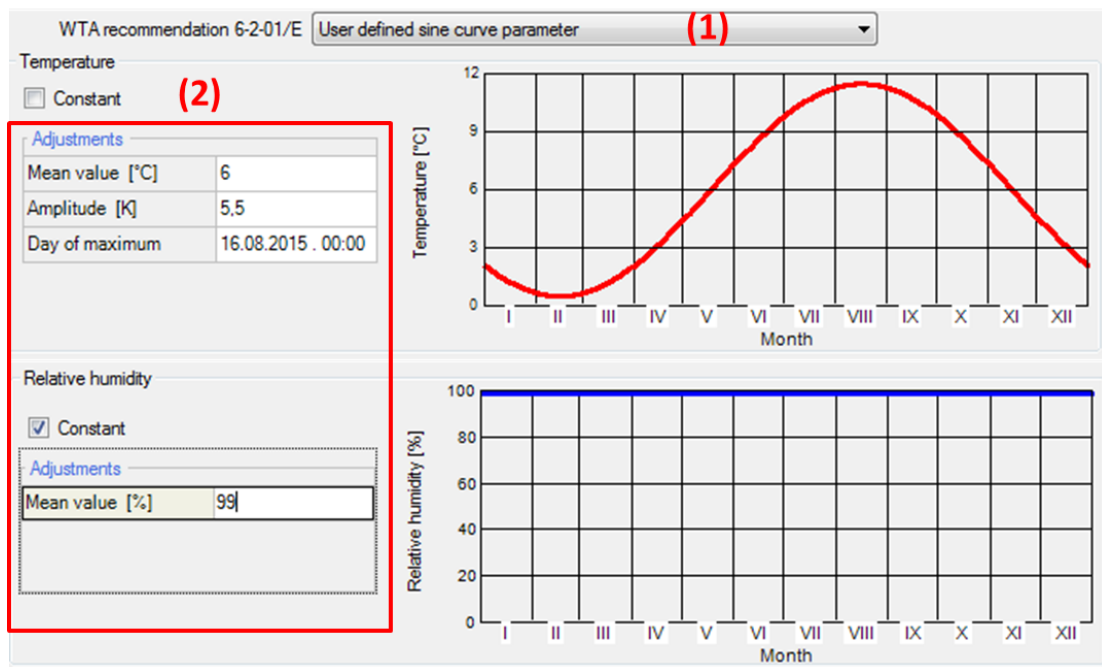 WTA recommendation 6-2-01/E User defined sine curve parameter (1)
Temperature
Constant (2)
Adjustments
Mean value [°C] 6
Amplitude [K] 5,5
Day of maximum 16.08.2015 . 00:00
Temperature [°C]
12
9
6
3
0
I II III IV V VI VII VIII IX X XI XII
Month
Relative humidity
Constant
Adjustments
Mean value [%] 99
Relative humidity [%]
100
80
60
40
20
0
I II III IV V VI VII VIII IX X XI XII
Month